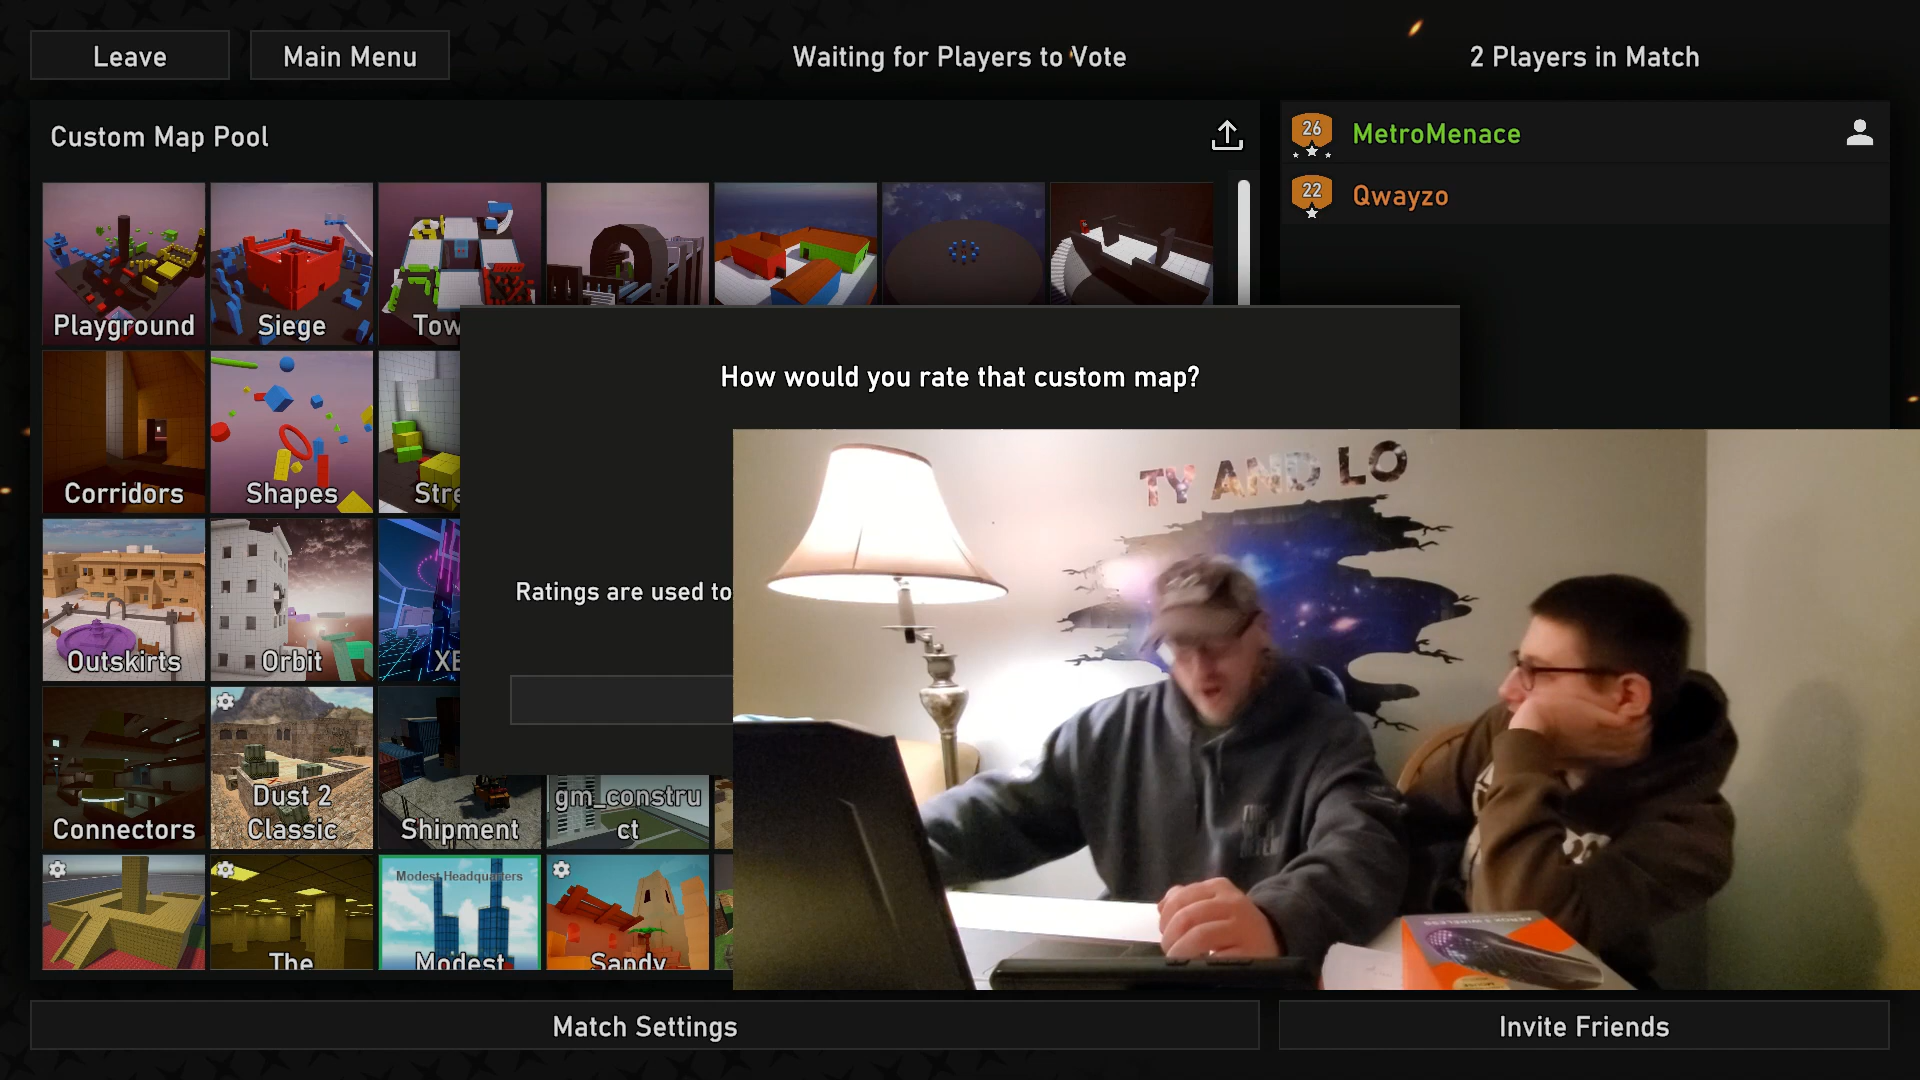 Leave
Main Menu
Waiting for Players to Vote
2 Players in Match
Custom Map Pool
26
MetroMenace
22
Qwayzo
Playground
Siege
Tow
How would you rate that custom map?
Corridors
Shapes
Stre
TY AND LO
Ratings are used to
Outskirts
Orbit
XE
Connectors
Dust 2
Classic
Shipment
gm_constru
ct
Modest Headquarters
The
Modest
Sandy
Match Settings
Invite Friends